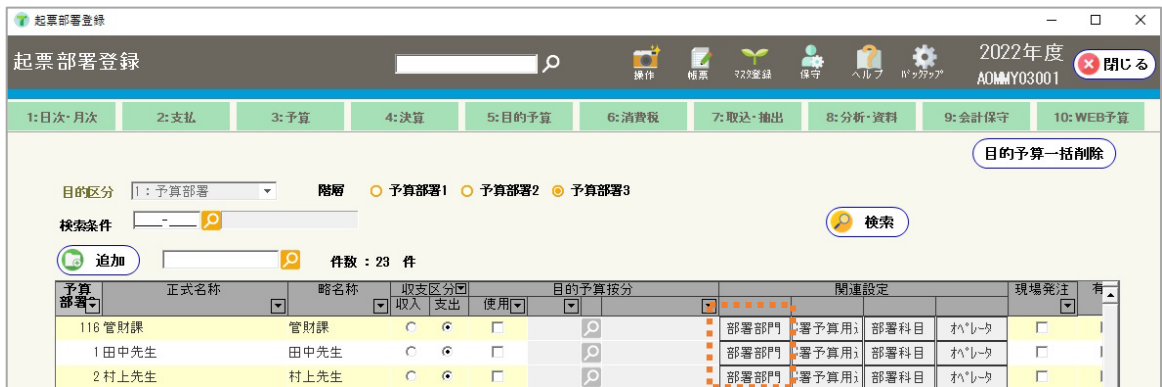 起票部署登録
起票部署登録
操作 帳票 マスタ登録 保守 ヘルプ バックアップ 2022年度 閉じる
AOMMY03001
1:日次・月次 2:支払 3:予算 4:決算 5:目的予算 6:消費税 7:取込・抽出 8:分析・資料 9:会計保守 10:WEB予算
目的予算一括削除
目的区分 1:予算部署 階層 予算部署1 予算部署2 予算部署3
検索条件 - 検索
追加 件数:23 件
予算部署 正式名称 略名称 収支区分 目的予算按分 関連設定 現場発注 有
収入 支出 使用
116 管財課 管財課 部署部門 署予算用 部署科目 オペレータ
1 田中先生 田中先生 部署部門 署予算用 部署科目 オペレータ
2 村上先生 村上先生 部署部門 署予算用 部署科目 オペレータ